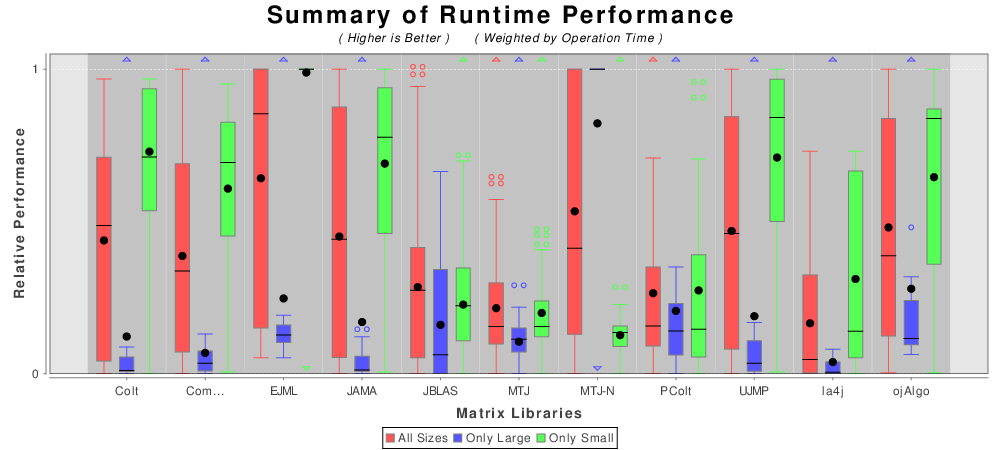 Summary of Runtime Performance
( Higher is Better )  ( Weighted by Operation Time )
Relative Performance
1
0
Colt Com... EJML JAMA JBLAS MTJ MTJ-N PColt UJMP la4j ojAlgo
Matrix Libraries
All Sizes Only Large Only Small